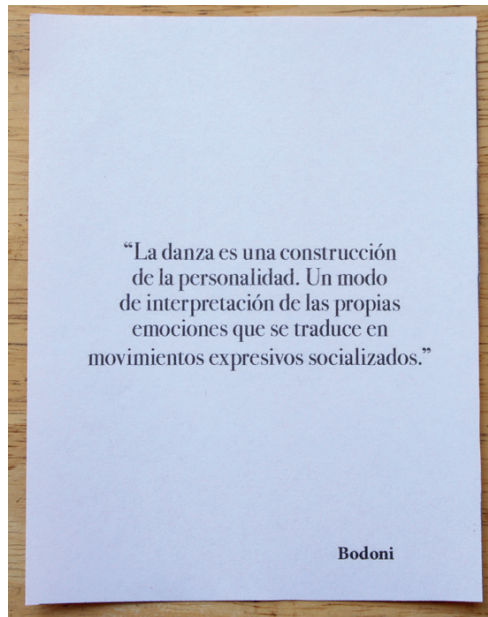 “La danza es una construcción
de la personalidad. Un modo
de interpretación de las propias
emociones que se traduce en
movimientos expresivos socializados.”
Bodoni